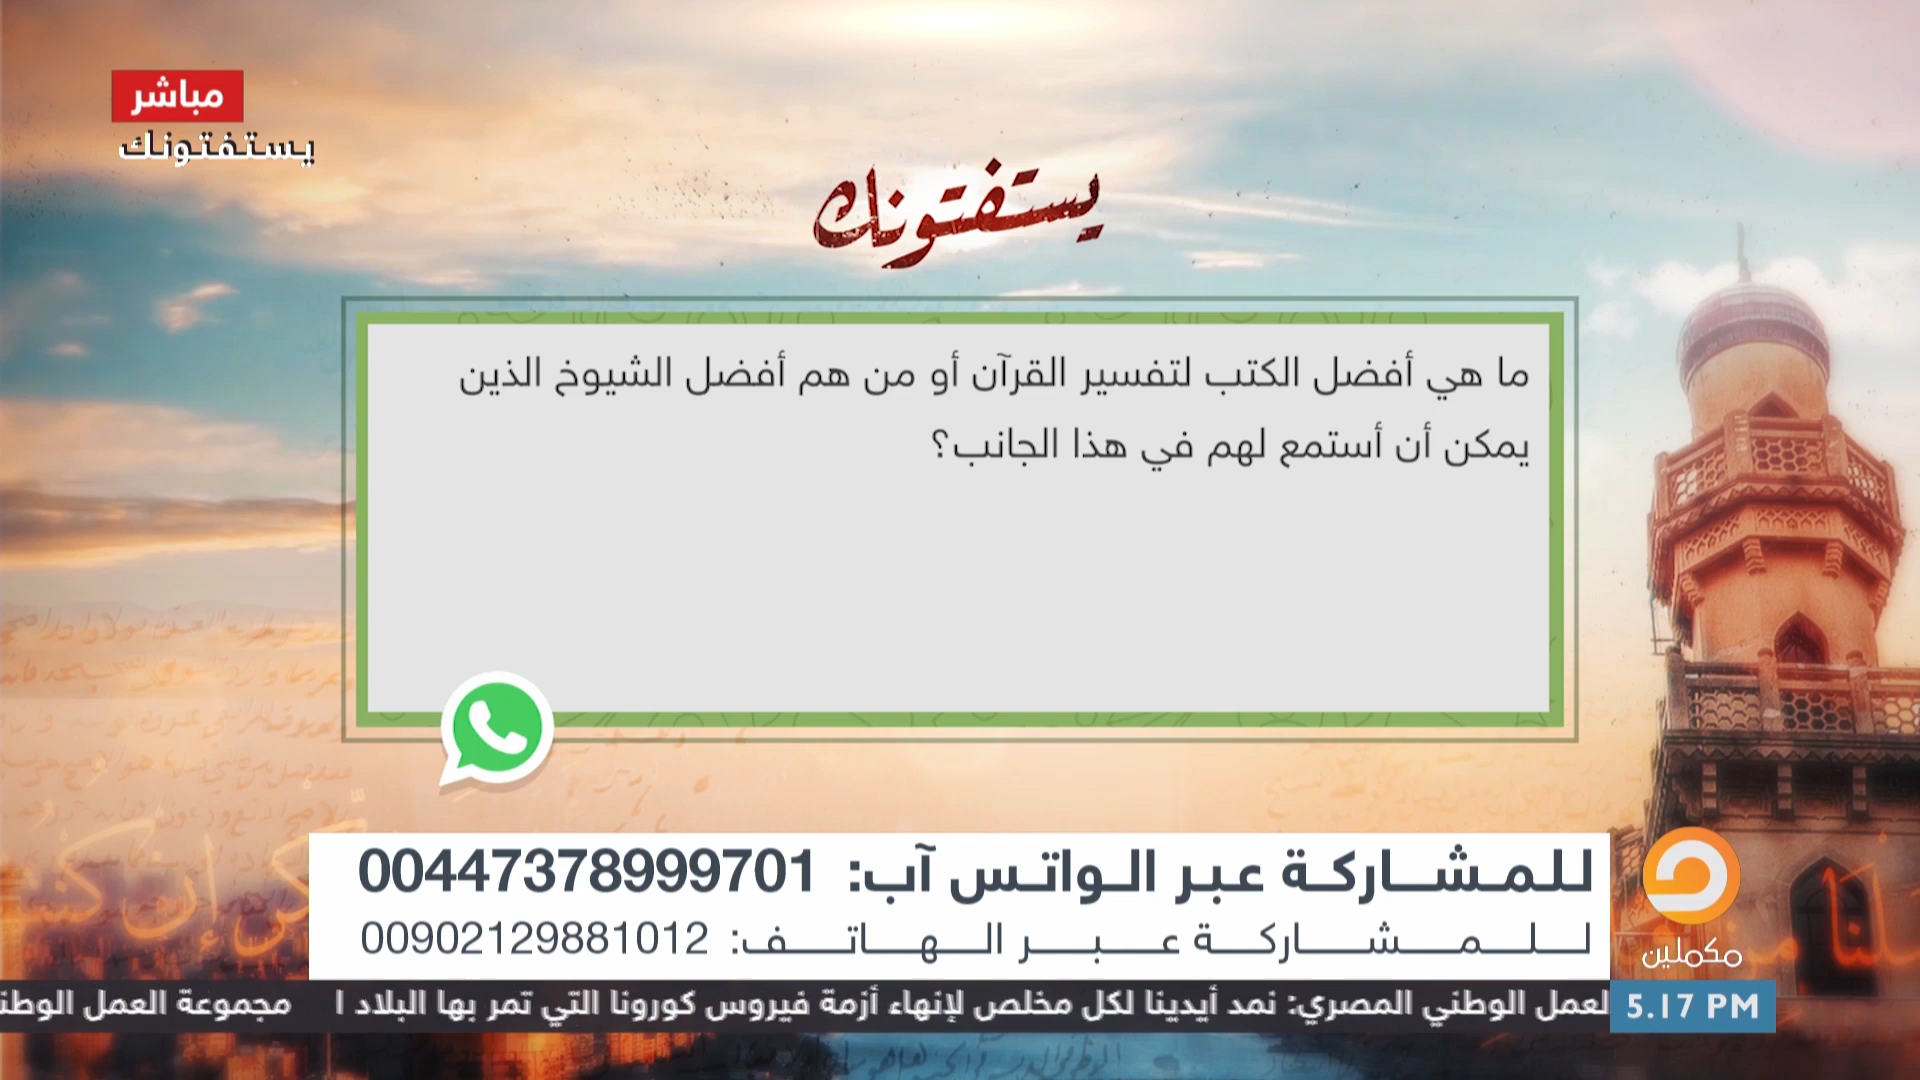 مباشر
يستفتونك
يستفتونك
ما هي أفضل الكتب لتفسير القرآن أو من هم أفضل الشيوخ الذين
يمكن أن أستمع لهم في هذا الجانب؟
للمشاركة عبر الواتس آب: 00447378999701
للمشاركة عبر الهاتف: 00902129881012
مكملين
لعمل الوطني المصري: نمد أيدينا لكل مخلص لإنهاء أزمة فيروس كورونا التي تمر بها البلاد ا مجموعة العمل الوطن
5.17 PM